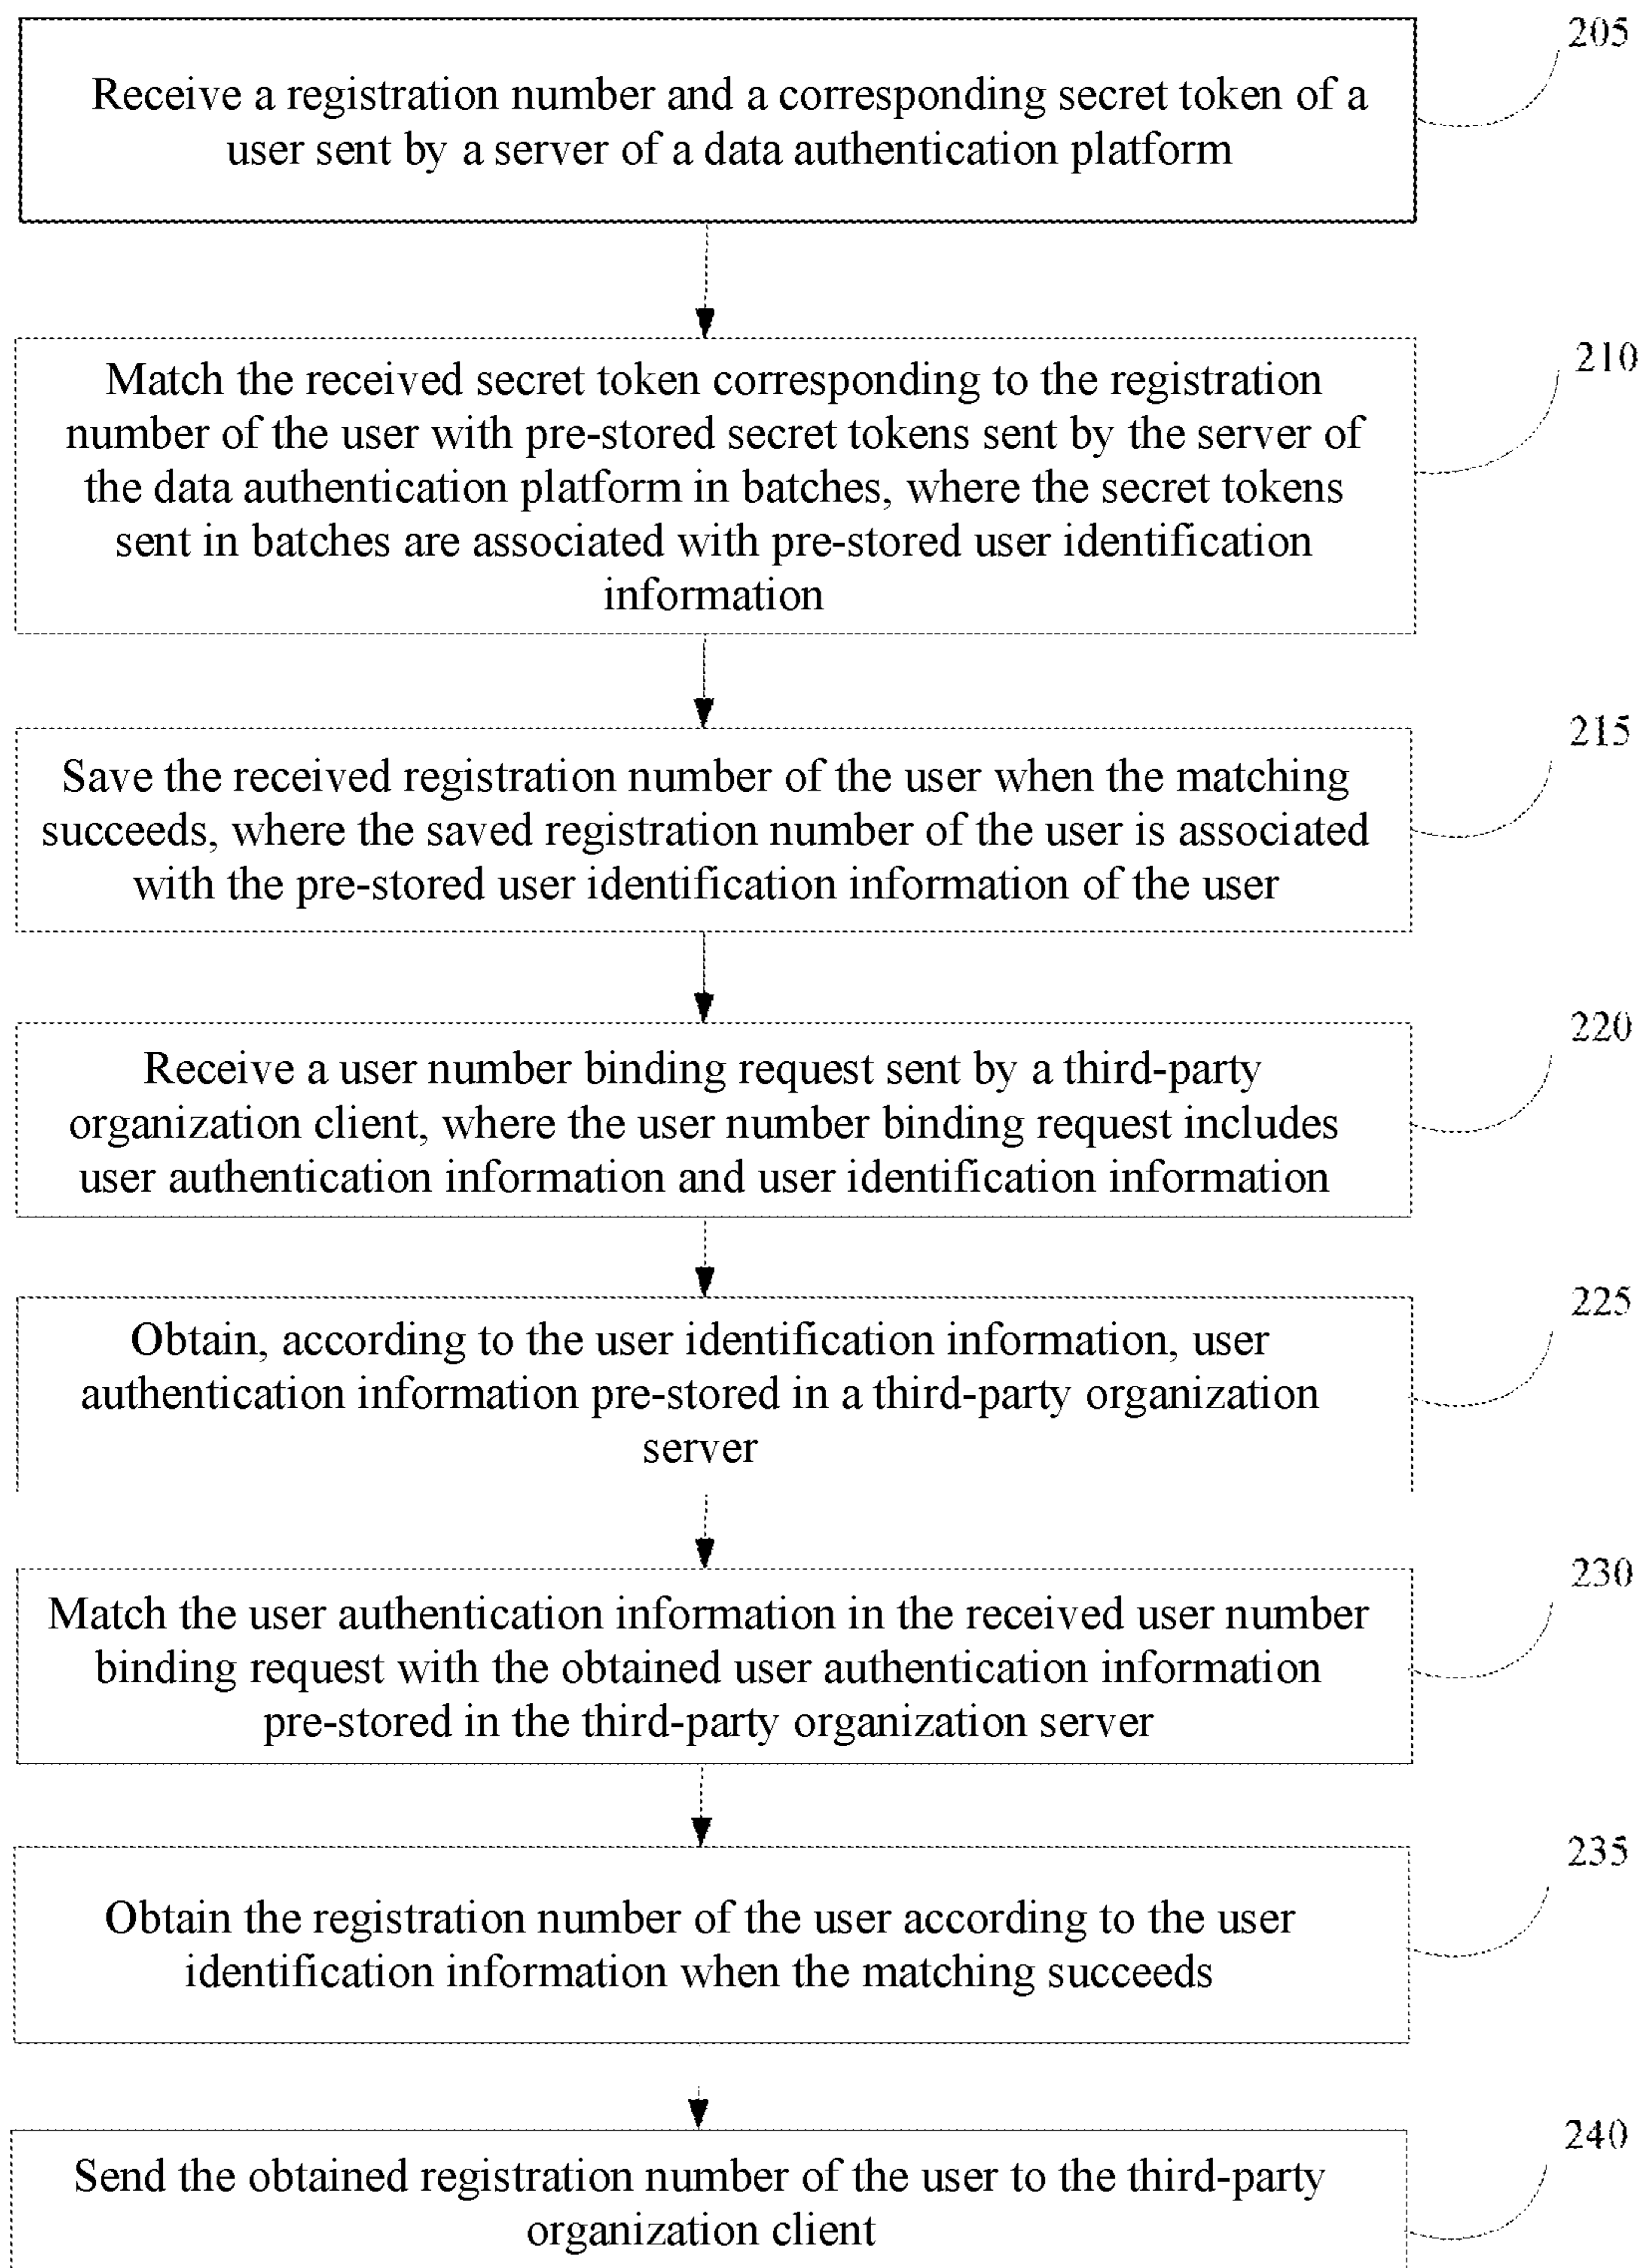 205
Receive a registration number and a corresponding secret token of a
user sent by a server of a data authentication platform
210
Match the received secret token corresponding to the registration
number of the user with pre-stored secret tokens sent by the server of
the data authentication platform in batches, where the secret tokens
sent in batches are associated with pre-stored user identification
information
215
Save the received registration number of the user when the matching
succeeds, where the saved registration number of the user is associated
with the pre-stored user identification information of the user
220
Receive a user number binding request sent by a third-party
organization client, where the user number binding request includes
user authentication information and user identification information
225
Obtain, according to the user identification information, user
authentication information pre-stored in a third-party organization
server
230
Match the user authentication information in the received user number
binding request with the obtained user authentication information
pre-stored in the third-party organization server
235
Obtain the registration number of the user according to the user
identification information when the matching succeeds
240
Send the obtained registration number of the user to the third-party
organization client